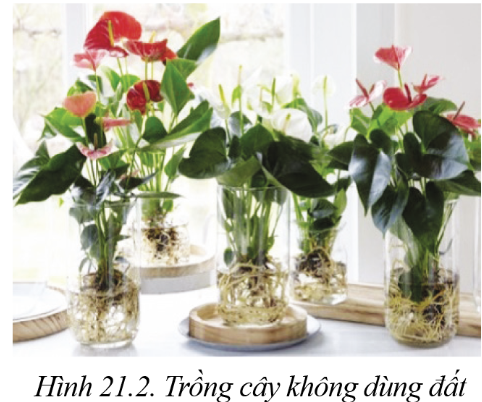 Hình 21.2. Trồng cây không dùng đất